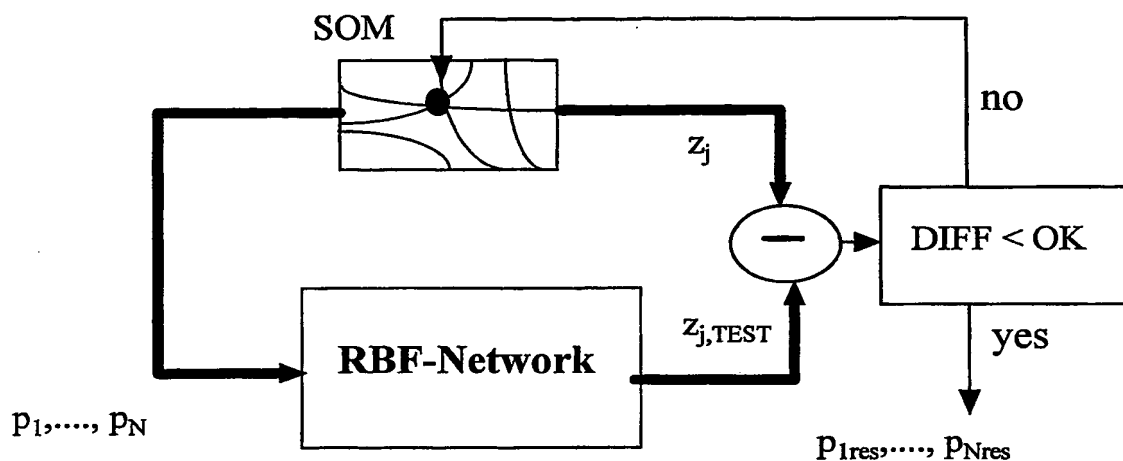 SOM
no
z_j
DIFF < OK
z_j,TEST
RBF-Network
yes
p_1,...., p_N
p_1res,...., p_Nres